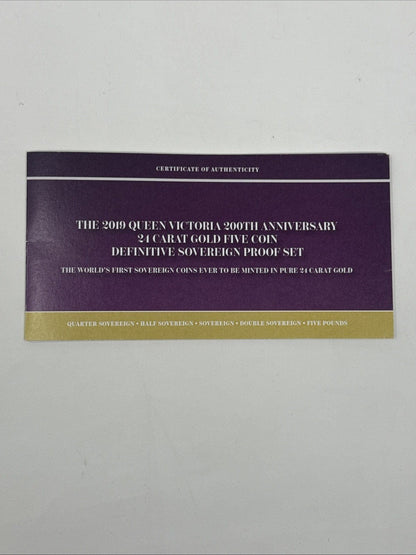 CERTIFICATE OF AUTHENTICITY
THE 2019 QUEEN VICTORIA 200TH ANNIVERSARY
24 CARAT GOLD FIVE COIN
DEFINITIVE SOVEREIGN PROOF SET
THE WORLD'S FIRST SOVEREIGN COINS EVER TO BE MINTED IN PURE 24 CARAT GOLD
QUARTER SOVEREIGN • HALF SOVEREIGN • SOVEREIGN • DOUBLE SOVEREIGN • FIVE POUNDS